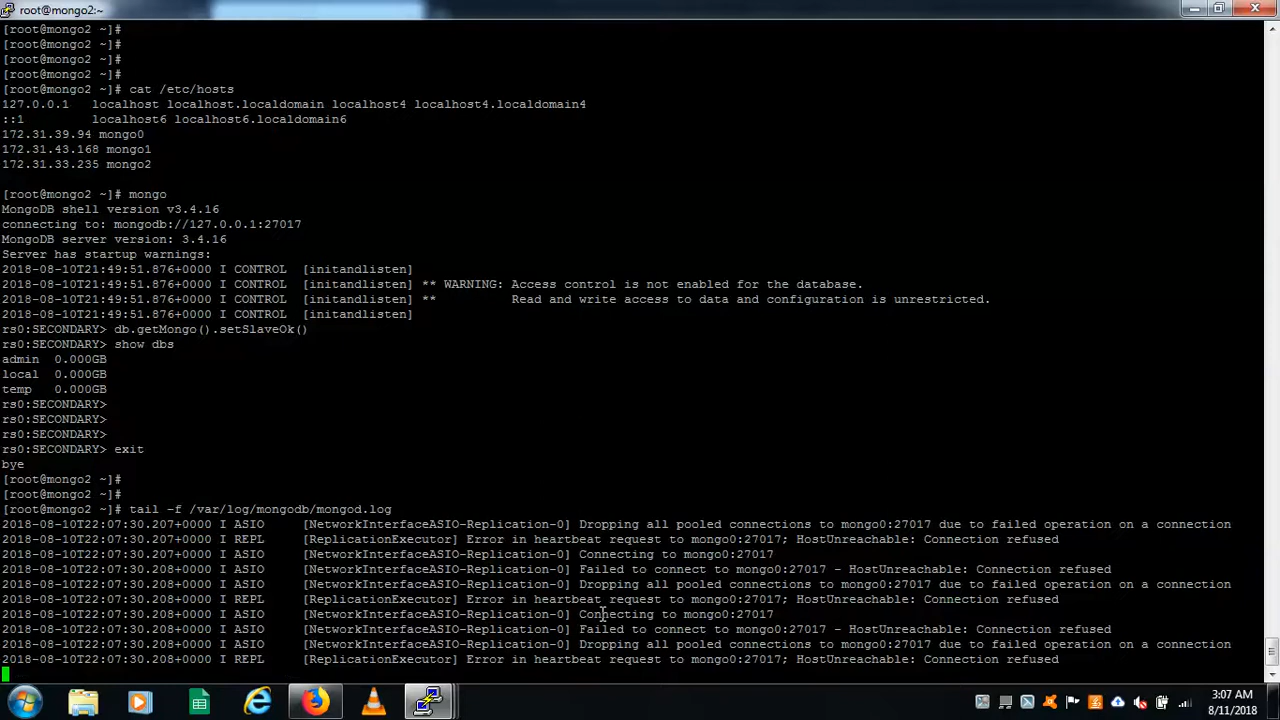 root@mongo2:~
[root@mongo2 ~]#
[root@mongo2 ~]#
[root@mongo2 ~]#
[root@mongo2 ~]#
[root@mongo2 ~]# cat /etc/hosts
127.0.0.1   localhost localhost.localdomain localhost4 localhost4.localdomain4
::1         localhost6 localhost6.localdomain6
172.31.39.94 mongo0
172.31.43.168 mongo1
172.31.33.235 mongo2
[root@mongo2 ~]# mongo
MongoDB shell version v3.4.16
connecting to: mongodb://127.0.0.1:27017
MongoDB server version: 3.4.16
Server has startup warnings:
2018-08-10T21:49:51.876+0000 I CONTROL  [initandlisten]
2018-08-10T21:49:51.876+0000 I CONTROL  [initandlisten] ** WARNING: Access control is not enabled for the database.
2018-08-10T21:49:51.876+0000 I CONTROL  [initandlisten] **          Read and write access to data and configuration is unrestricted.
2018-08-10T21:49:51.876+0000 I CONTROL  [initandlisten]
rs0:SECONDARY> db.getMongo().setSlaveOk()
rs0:SECONDARY> show dbs
admin  0.000GB
local  0.000GB
temp   0.000GB
rs0:SECONDARY>
rs0:SECONDARY>
rs0:SECONDARY>
rs0:SECONDARY> exit
bye
[root@mongo2 ~]#
[root@mongo2 ~]#
[root@mongo2 ~]# tail -f /var/log/mongodb/mongod.log
2018-08-10T22:07:30.207+0000 I ASIO     [NetworkInterfaceASIO-Replication-0] Dropping all pooled connections to mongo0:27017 due to failed operation on a connection
2018-08-10T22:07:30.207+0000 I REPL     [ReplicationExecutor] Error in heartbeat request to mongo0:27017; HostUnreachable: Connection refused
2018-08-10T22:07:30.207+0000 I ASIO     [NetworkInterfaceASIO-Replication-0] Connecting to mongo0:27017
2018-08-10T22:07:30.207+0000 I ASIO     [NetworkInterfaceASIO-Replication-0] Failed to connect to mongo0:27017 - HostUnreachable: Connection refused
2018-08-10T22:07:30.207+0000 I ASIO     [NetworkInterfaceASIO-Replication-0] Dropping all pooled connections to mongo0:27017 due to failed operation on a connection
2018-08-10T22:07:30.207+0000 I REPL     [ReplicationExecutor] Error in heartbeat request to mongo0:27017; HostUnreachable: Connection refused
2018-08-10T22:07:30.207+0000 I ASIO     [NetworkInterfaceASIO-Replication-0] Connecting to mongo0:27017
2018-08-10T22:07:30.207+0000 I ASIO     [NetworkInterfaceASIO-Replication-0] Failed to connect to mongo0:27017 - HostUnreachable: Connection refused
2018-08-10T22:07:30.207+0000 I ASIO     [NetworkInterfaceASIO-Replication-0] Dropping all pooled connections to mongo0:27017 due to failed operation on a connection
2018-08-10T22:07:30.207+0000 I REPL     [ReplicationExecutor] Error in heartbeat request to mongo0:27017; HostUnreachable: Connection refused
3:07 AM
8/11/2018